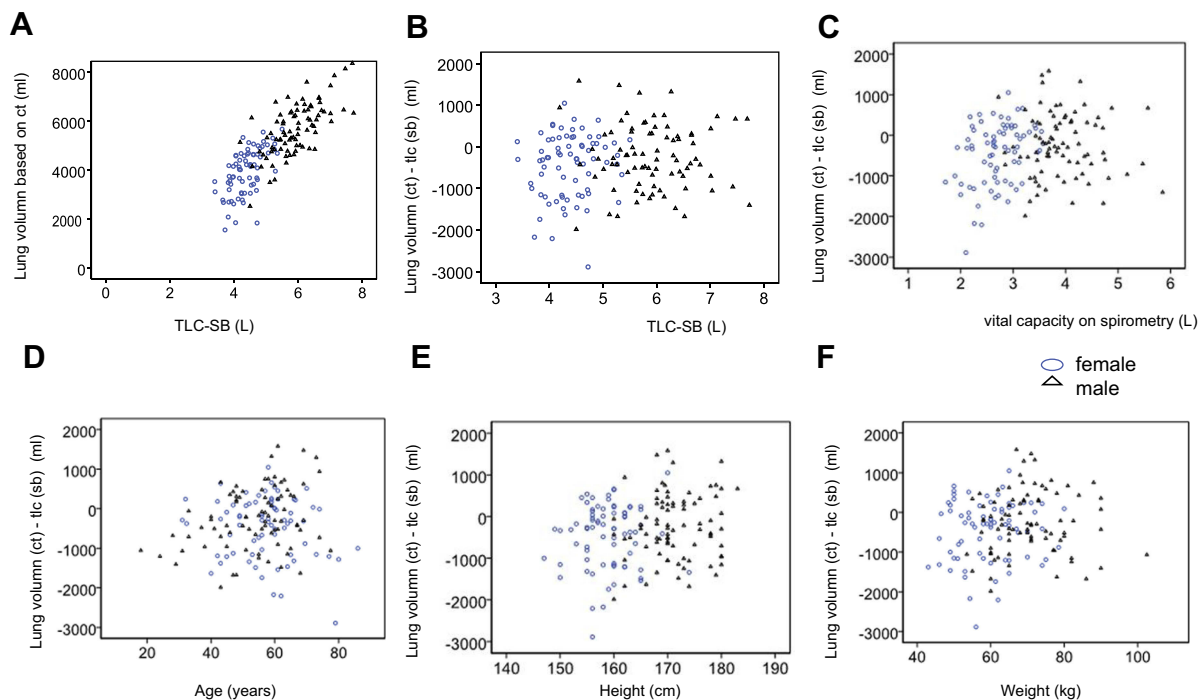 A
Lung volumn based on ct (ml)
8000
6000
4000
2000
0
0 2 4 6 8
TLC-SB (L)
B
Lung volumn (ct) - tlc (sb) (ml)
2000
1000
0
-1000
-2000
-3000
3 4 5 6 7 8
TLC-SB (L)
C
Lung volumn (ct) - tlc (sb) (ml)
2000
1000
0
-1000
-2000
-3000
1 2 3 4 5 6
vital capacity on spirometry (L)
D
Lung volumn (ct) - tlc (sb) (ml)
2000
1000
0
-1000
-2000
-3000
20 40 60 80
Age (years)
E
Lung volumn (ct) - tlc (sb) (ml)
2000
1000
0
-1000
-2000
-3000
140 150 160 170 180 190
Height (cm)
F
female
male
Lung volumn (ct) - tlc (sb) (ml)
2000
1000
0
-1000
-2000
-3000
40 60 80 100
Weight (kg)